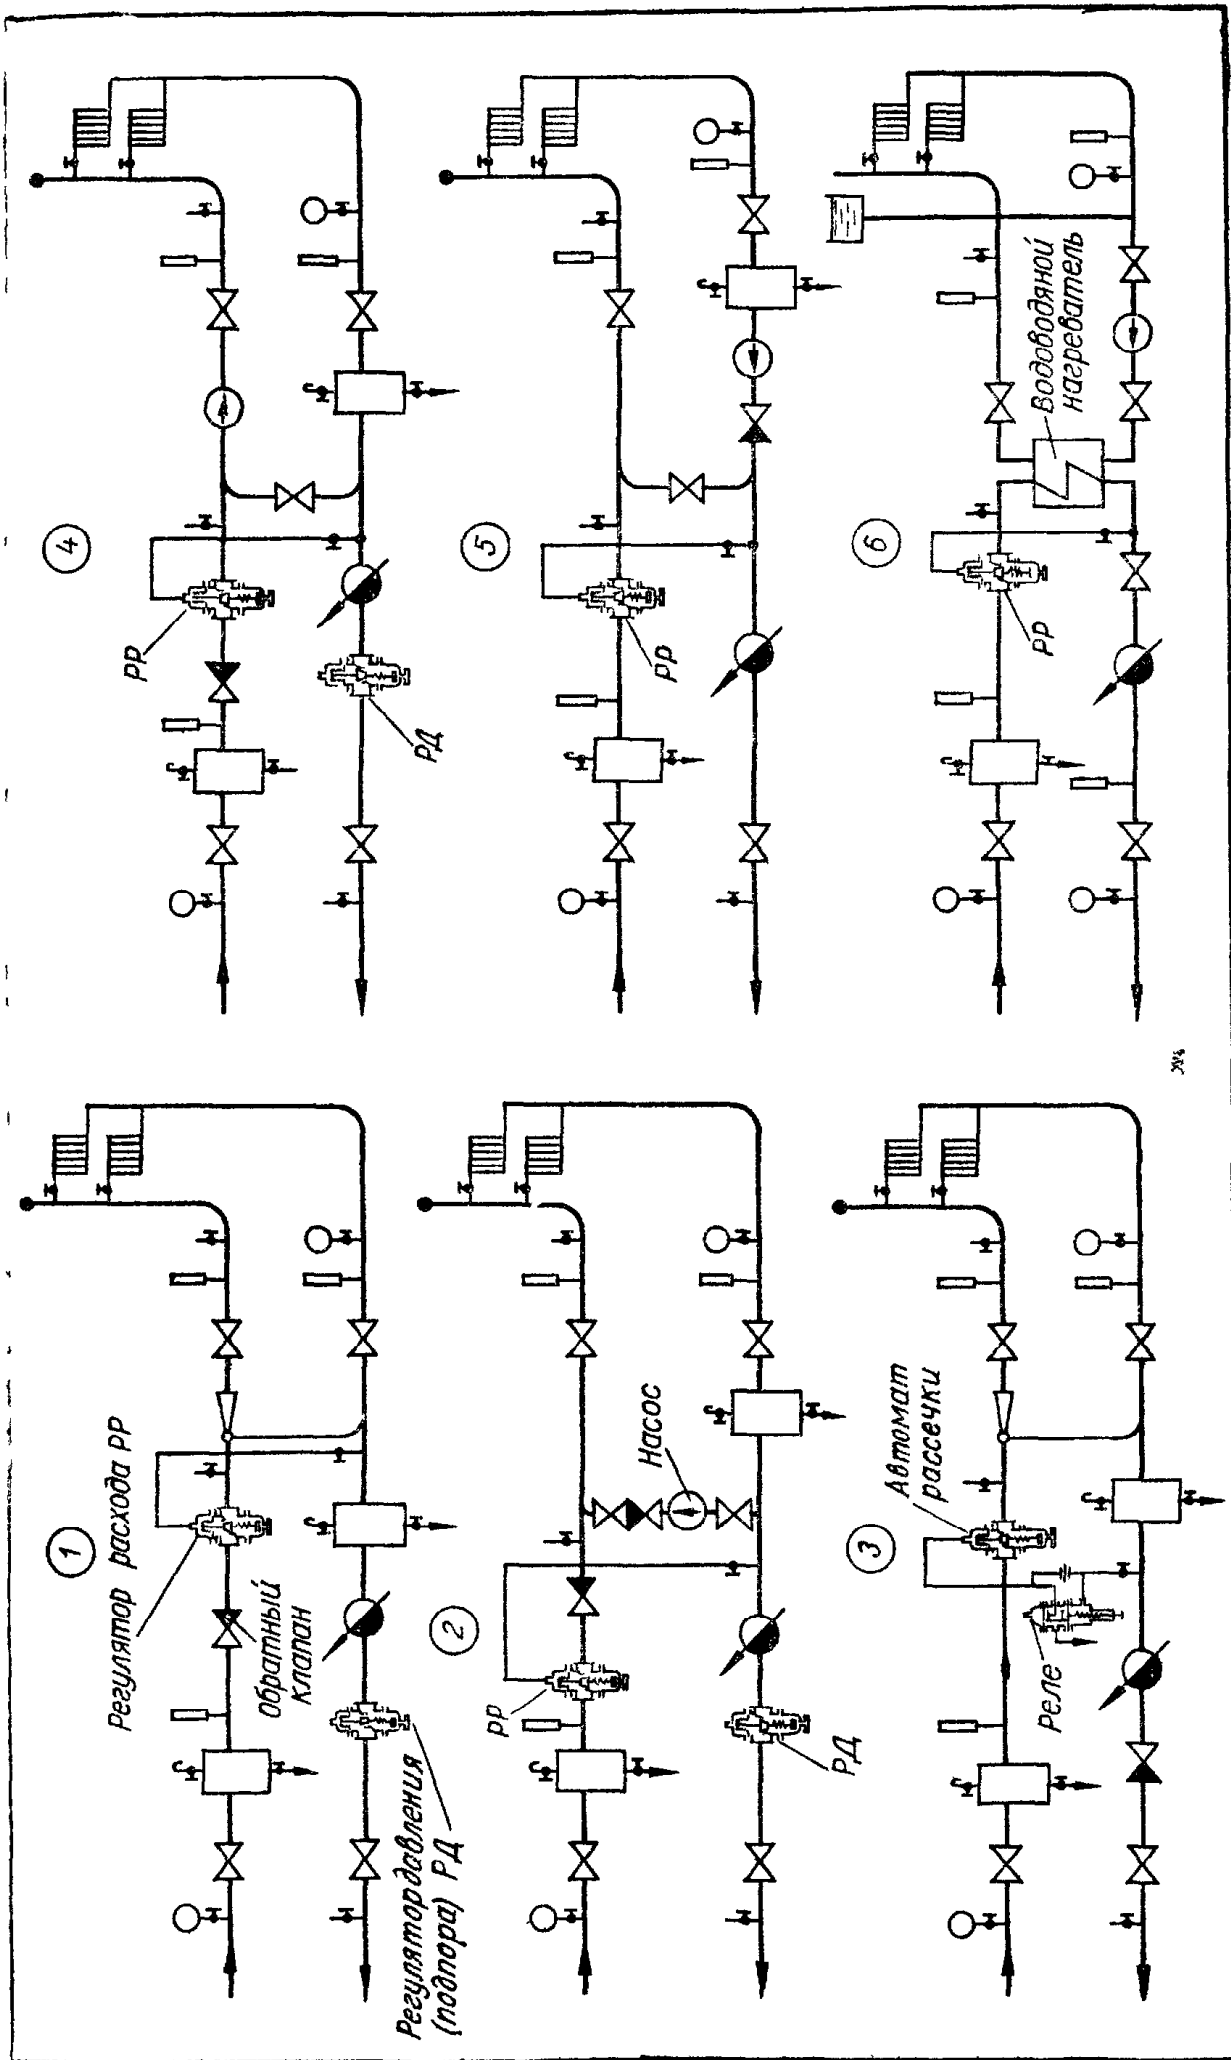 1
Регулятор расхода РР
Обратный
клапан
Регулятор давления
(подпора) РД
2
РР
Насос
РД
3
Автомат
рассечки
Реле
4
РР
РД
5
РР
6
Водоводяной
нагреватель
РР